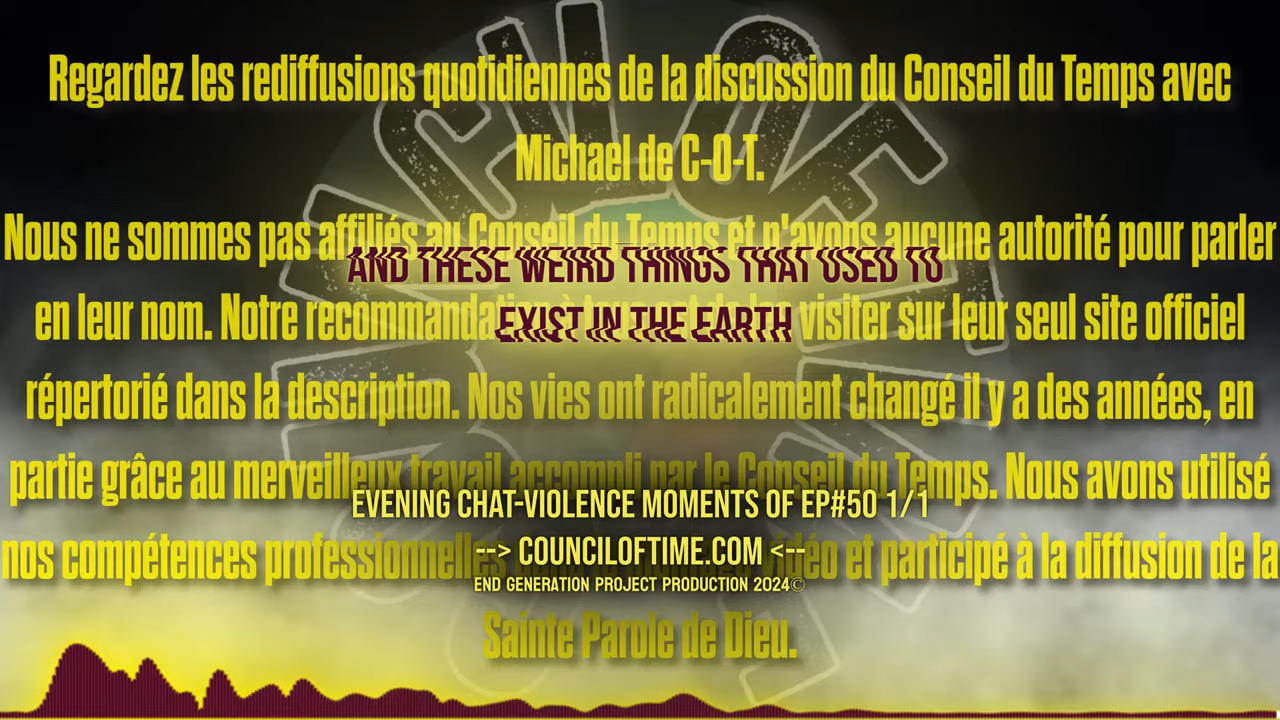 Regardez les rediffusions quotidiennes de la discussion du Conseil du Temps avec
Michael de C-O-T.
Nous ne sommes pas affiliés au Conseil du Temps et n'avons aucune autorité pour parler
AND THESE WEIRD THINGS THAT USED TO
en leur nom. Notre visiter sur leur seul site officiel
EXIST IN THE EARTH
répertorié dans la description. Nos vies ont radicalement changé il y a des années, en
partie grâce au merveilleux travail accompli par le Conseil du Temps. Nous avons utilisé
EVENING CHAT-VIOLENCE MOMENTS OF EP#50 1/1
nos compétences et participé à la diffusion de la
--> COUNCILOFTIME.COM <--
END GENERATION PROJECT PRODUCTION 2024©
Sainte Parole de Dieu.